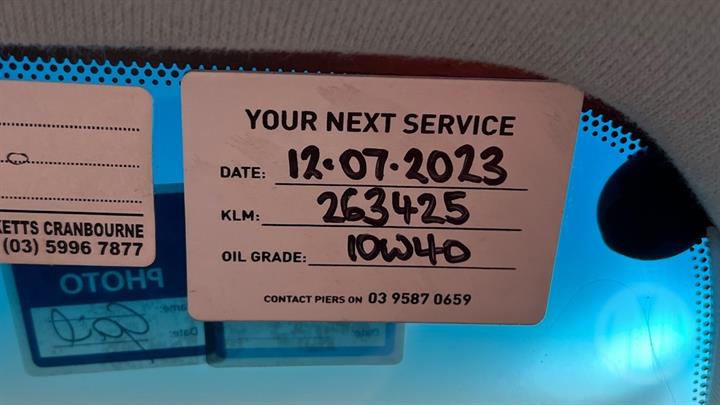 YOUR NEXT SERVICE
DATE: 12.07.2023
KLM: 263425
OIL GRADE: 10W40
CONTACT PIERS ON 03 9587 0659
KETTS CRANBOURNE
(03) 5996 7877
PHOTO
Date: